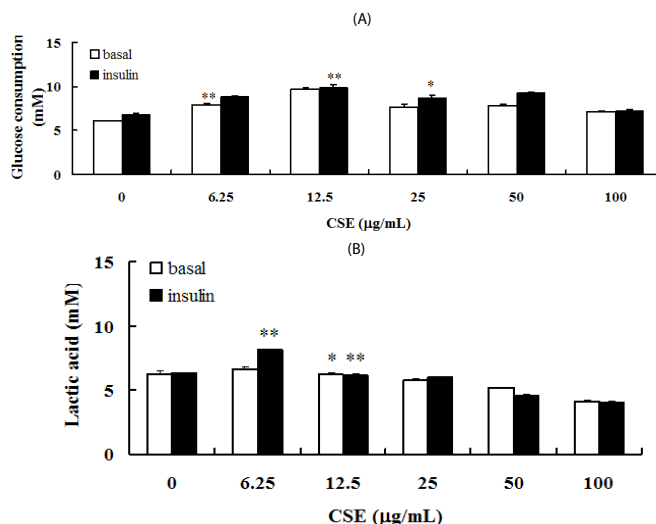 (A)
Glucose consumption
(mM)
15
10
5
0
basal
insulin
**
**
*
0 6.25 12.5 25 50 100
CSE (μg/mL)
(B)
Lactic acid (mM)
15
10
5
0
basal
insulin
**
* **
0 6.25 12.5 25 50 100
CSE (μg/mL)